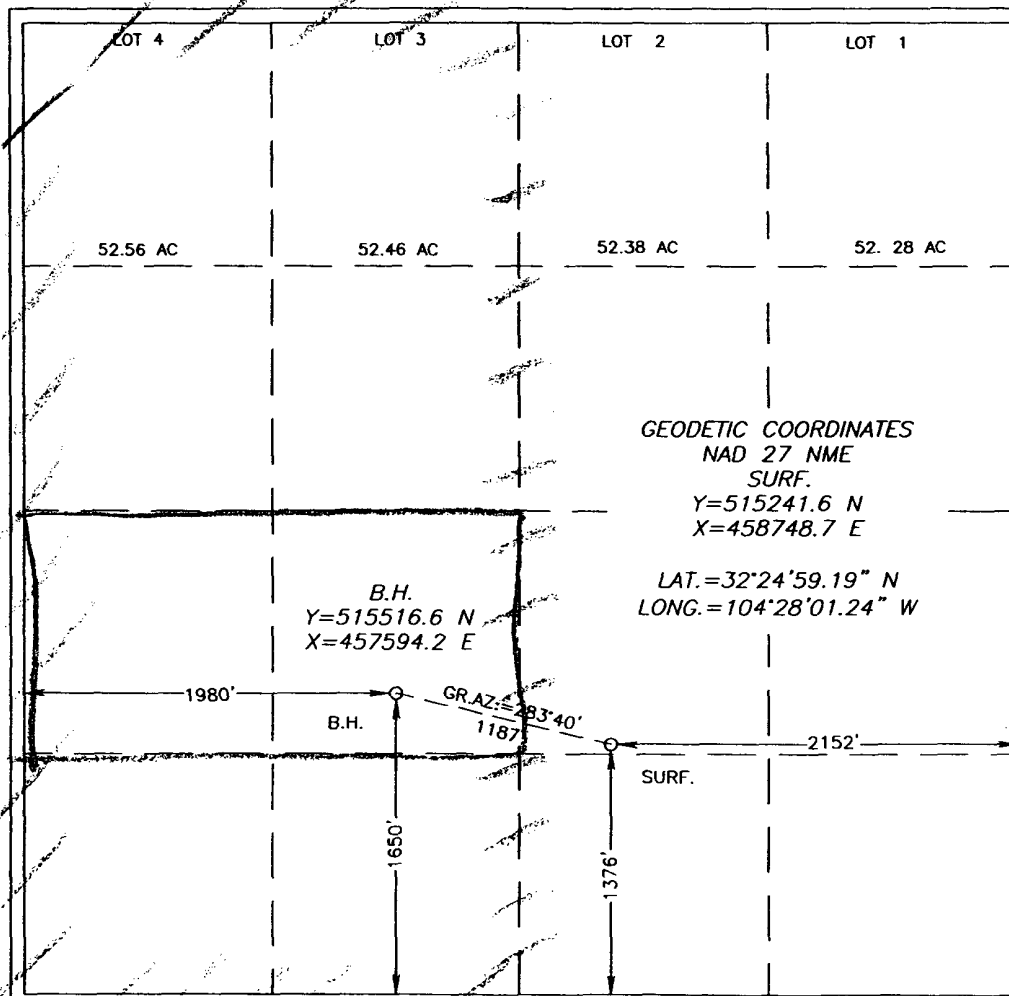 LOT 4
LOT 3
LOT 2
LOT 1
52.56 AC
52.46 AC
52.38 AC
52. 28 AC
GEODETIC COORDINATES
NAD 27 NME
SURF.
Y=515241.6 N
X=458748.7 E
LAT.=32°24'59.19" N
LONG.=104°28'01.24" W
B.H.
Y=515516.6 N
X=457594.2 E
1980'
B.H.
GR.AZ.=283°40'
1187'
2152'
SURF.
1650'
1376'